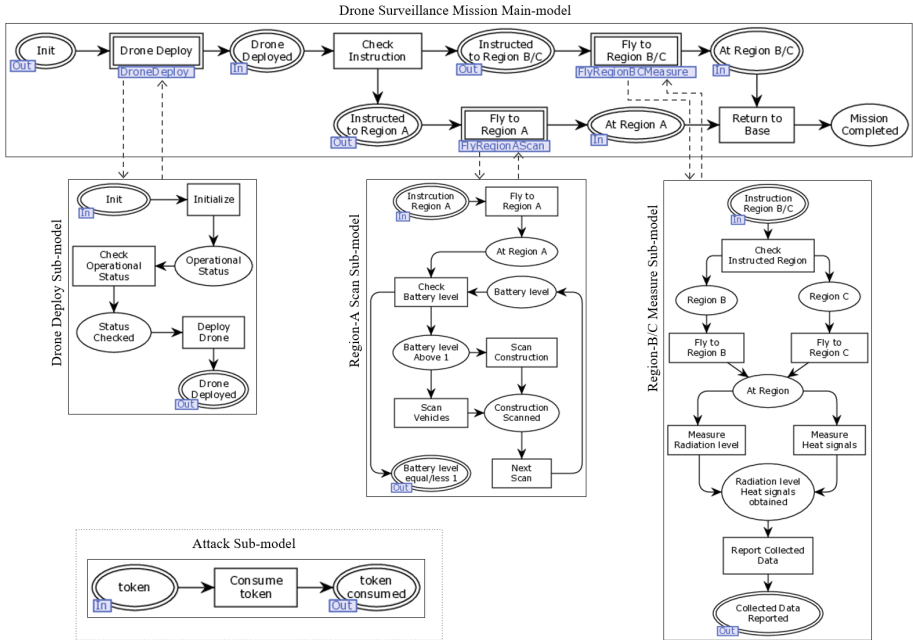 Drone Surveillance Mission Main-model
Init
Out
Drone Deploy
DroneDeploy
Drone
Deployed
In
Check
Instruction
Instructed
to Region B/C
Out
Fly to
Region B/C
FlyRegionBCMeasure
At Region B/C
In
Instructed
to Region A
Out
Fly to
Region A
FlyRegionAScan
At Region A
In
Return to
Base
Mission
Completed
Drone Deploy Sub-model
Init
In
Initialize
Check
Operational
Status
Operational
Status
Status
Checked
Deploy
Drone
Drone
Deployed
Out
Region-A Scan Sub-model
Instrcution
Region A
In
Fly to
Region A
At Region A
Check
Battery level
Battery level
Battery level
Above 1
Scan
Construction
Scan
Vehicles
Construction
Scanned
Battery level
equal/less 1
Out
Next
Scan
Region-B/C Measure Sub-model
Instruction
Region B/C
In
Check
Instructed Region
Region B
Region C
Fly to
Region B
Fly to
Region C
At Region
Measure
Radiation level
Measure
Heat signals
Radiation level
Heat signals
obtained
Report Collected
Data
Collected Data
Reported
Out
Attack Sub-model
token
In
Consume
token
token
consumed
Out